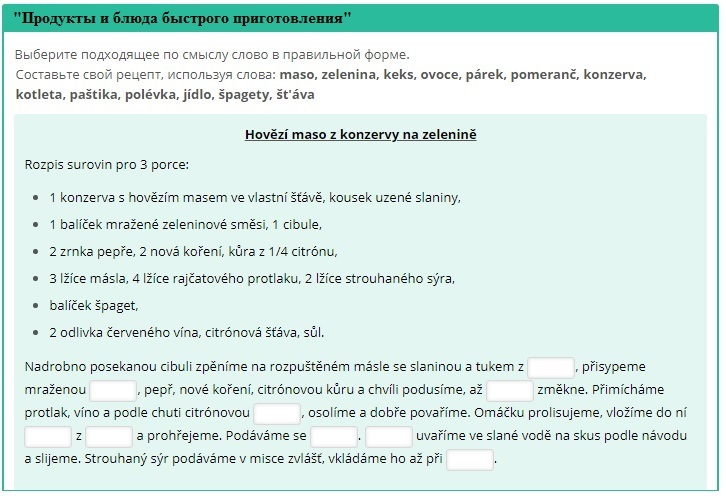 "Продукты и блюда быстрого приготовления"
Выберите подходящее по смыслу слово в правильной форме.
Составьте свой рецепт, используя слова: maso, zelenina, keks, ovoce, párek, pomeranč, konzerva,
kotleta, paštika, polévka, jídlo, špagety, št'áva
Hovězí maso z konzervy na zelenině
Rozpis surovin pro 3 porce:
• 1 konzerva s hovězím masem ve vlastní šťávě, kousek uzené slaniny,
• 1 balíček mražené zeleninové směsi, 1 cibule,
• 2 zrnka pepře, 2 nová koření, kůra z 1/4 citrónu,
• 3 lžíce másla, 4 lžíce rajčatového protlaku, 2 lžíce strouhaného sýra,
• balíček špaget,
• 2 odlivka červeného vína, citrónová šťáva, sůl.
Nadrobno posekanou cibuli zpěníme na rozpuštěném másle se slaninou a tukem z , přisypeme
mraženou , pepř, nové koření, citrónovou kůru a chvíli podusíme, až změkne. Přimícháme
protlak, víno a podle chuti citrónovou , osolíme a dobře povaříme. Omáčku prolisujeme, vložíme do ní
z a prohřejeme. Podáváme se . uvaříme ve slané vodě na skus podle návodu
a slijeme. Strouhaný sýr podáváme v misce zvlášť, vkládáme ho až při .